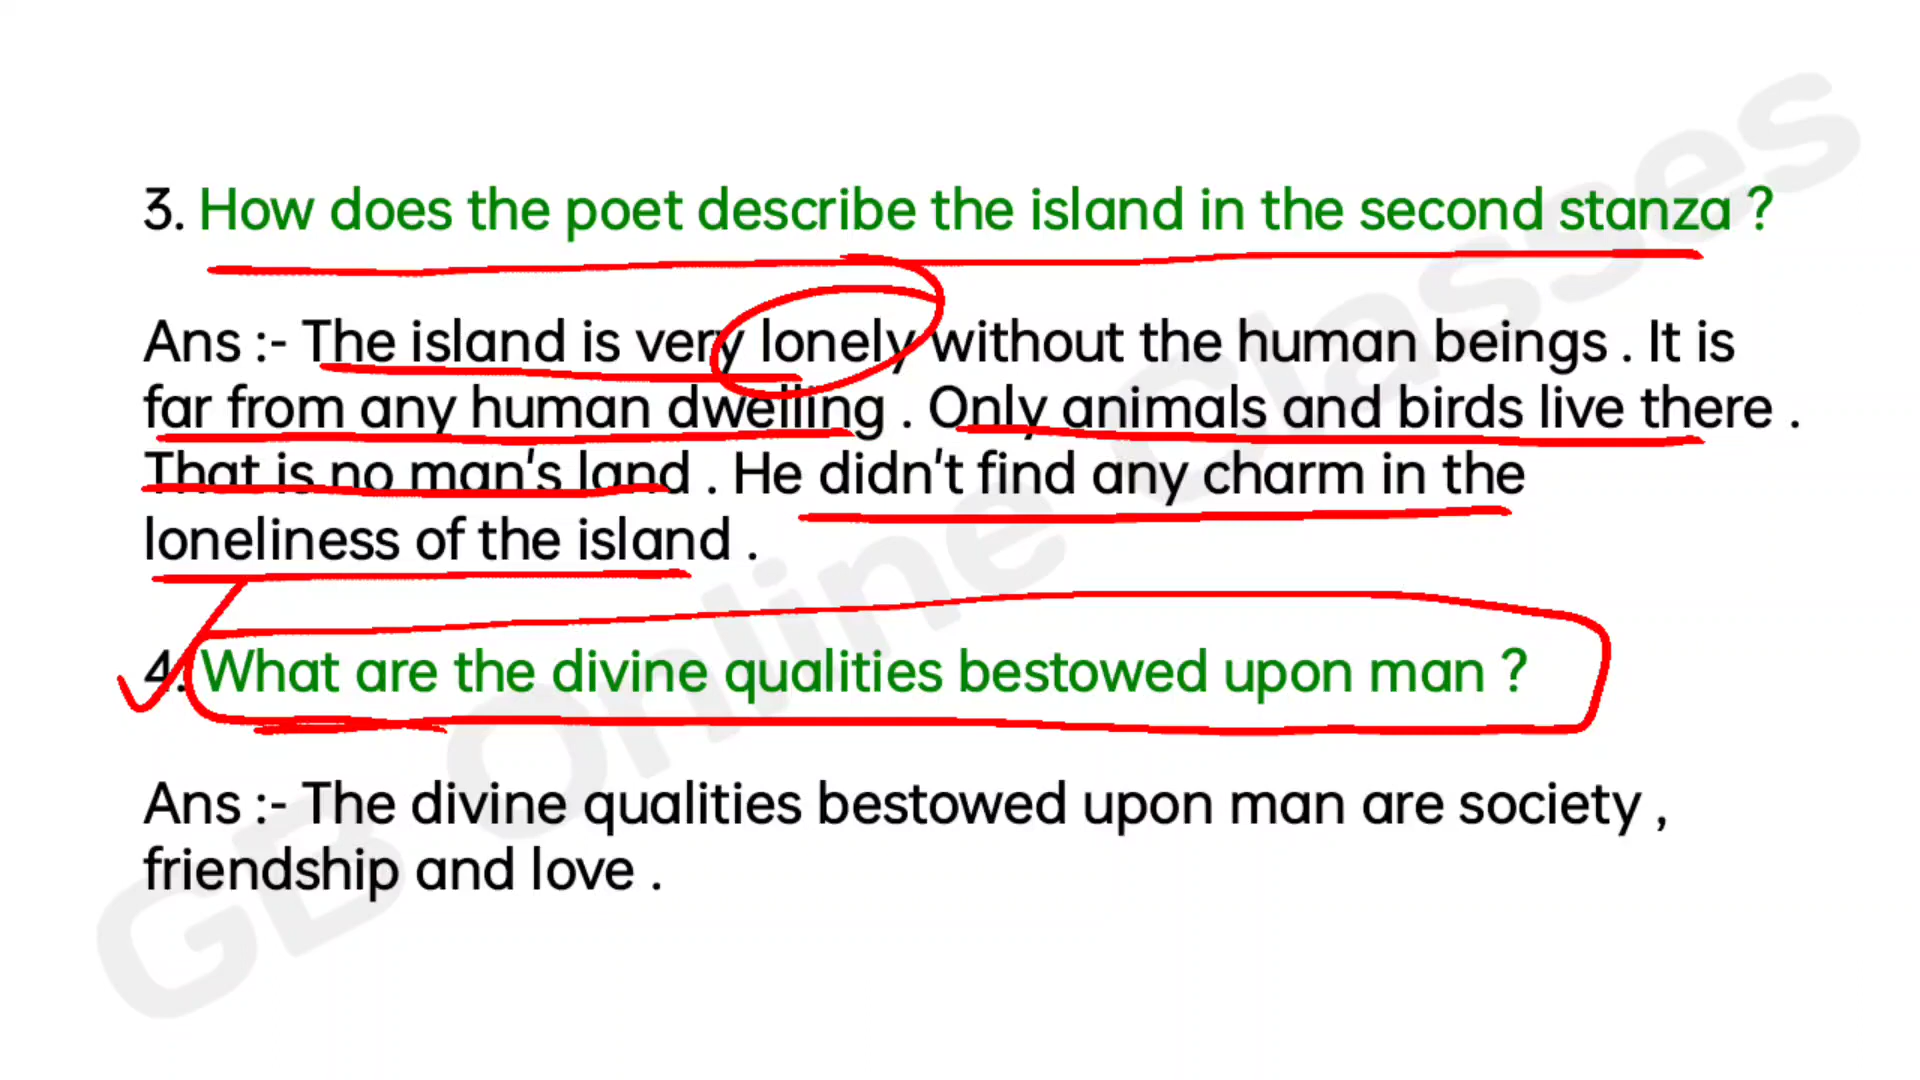 3. How does the poet describe the island in the second stanza ?
Ans :- The island is very lonely without the human beings . It is
far from any human dwelling . Only animals and birds live there .
That is no man's land . He didn't find any charm in the
loneliness of the island .
4. What are the divine qualities bestowed upon man ?
Ans :- The divine qualities bestowed upon man are society ,
friendship and love .
GB Online Classes